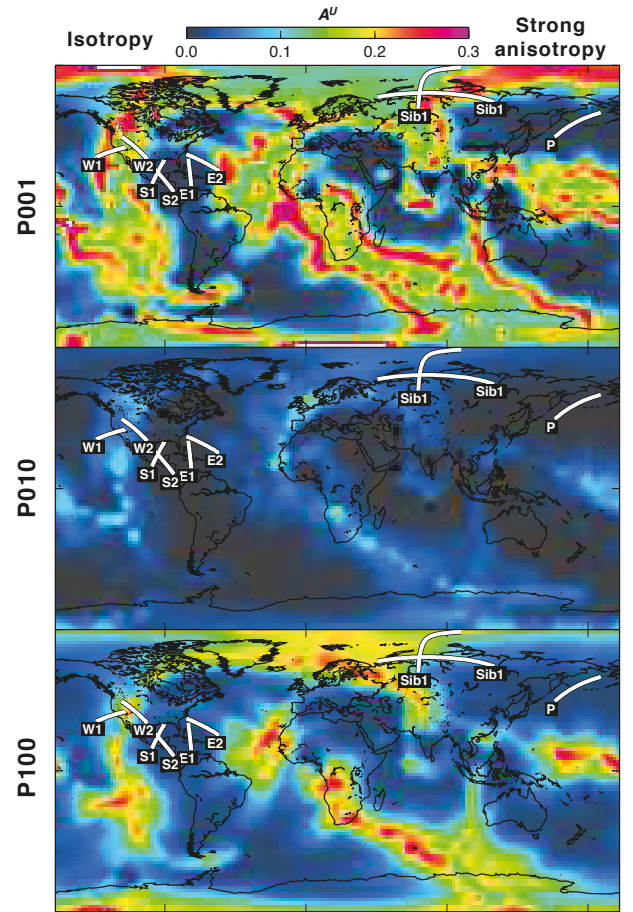 A^U
Isotropy
Strong
anisotropy
0.0 0.1 0.2 0.3
P001
Sib1 Sib1
P
W1 W2
S1 S2 E1 E2
P010
Sib1 Sib1
P
W1 W2
S1 S2 E1 E2
P100
Sib1 Sib1
P
W1 W2
S1 S2 E1 E2